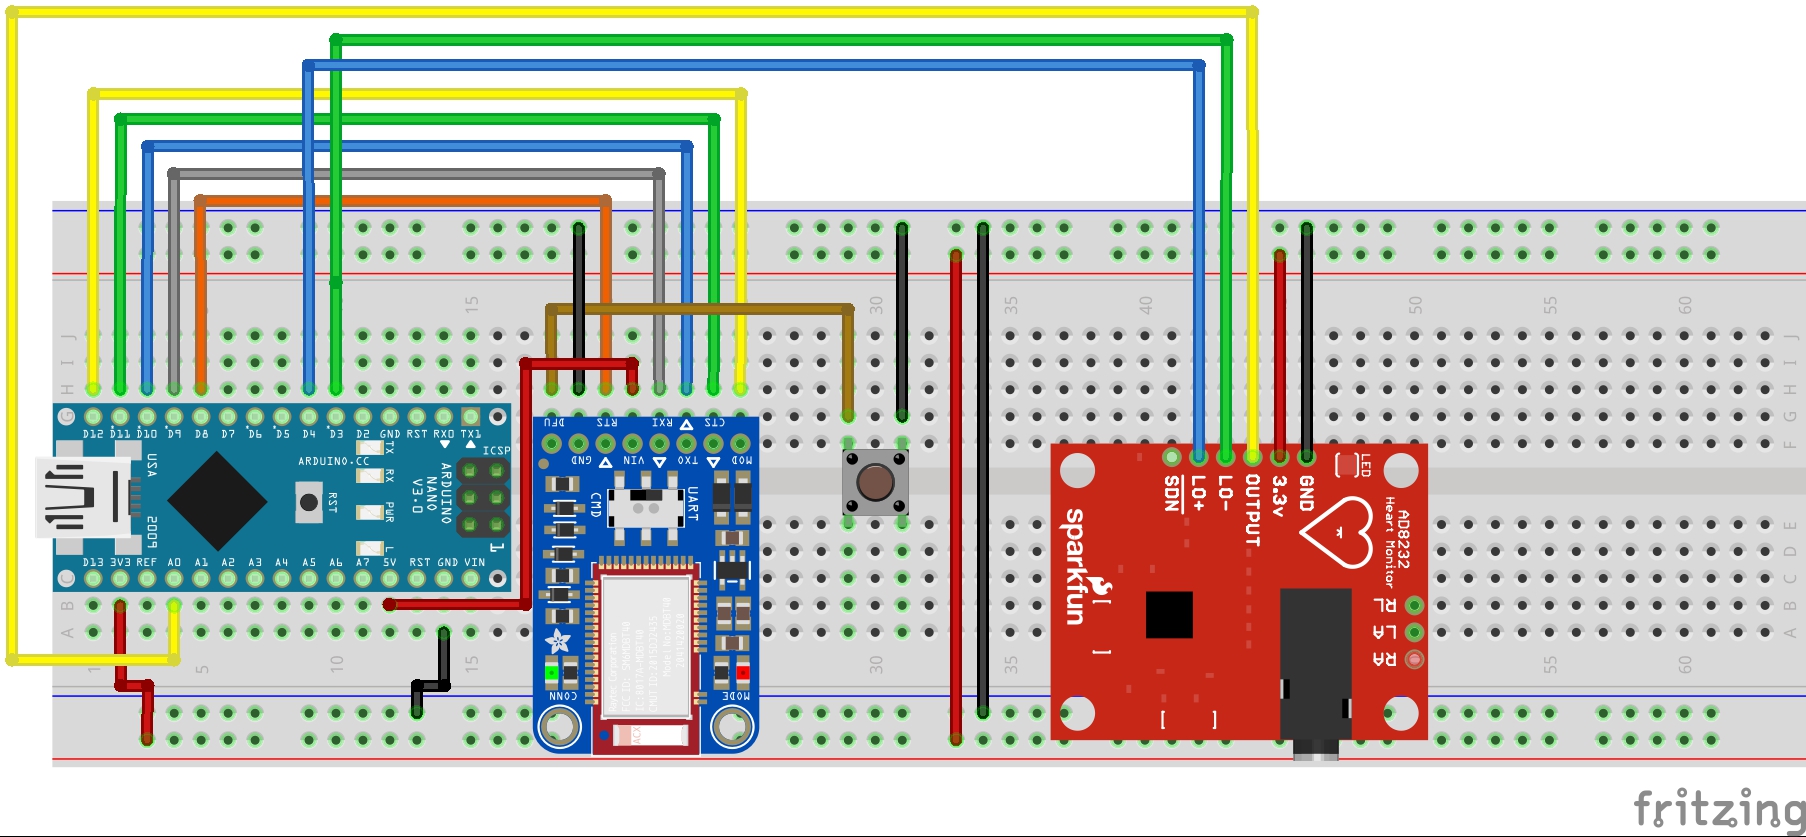 15
30
35
40
50
55
60
J
I
H
G
F
J
I
H
G
F
D12 D11 D10 D9 D8 D7 D6 D5 D4 D3 D2 GND RST RX0 TX1
ICSP
ARDUINO.CC
TX
RX
PWR
L
USA
2009
RST
ARDUINO
NANO
V3.0
1
D13 3V3 REF A0 A1 A2 A3 A4 A5 A6 A7 5V RST GND VIN
DFU RTS RXI CTS
GND VIN TXO MOD
CMD
UART
Raytac Corporation
CONN
MODE
SDN
LO+
LO-
OUTPUT
3.3v
GND
LED
AD8232
Heart Monitor
sparkfun
RL
LA
RA
E
D
C
B
A
C
B
A
1
5
10
15
30
35
55
60
fritzing